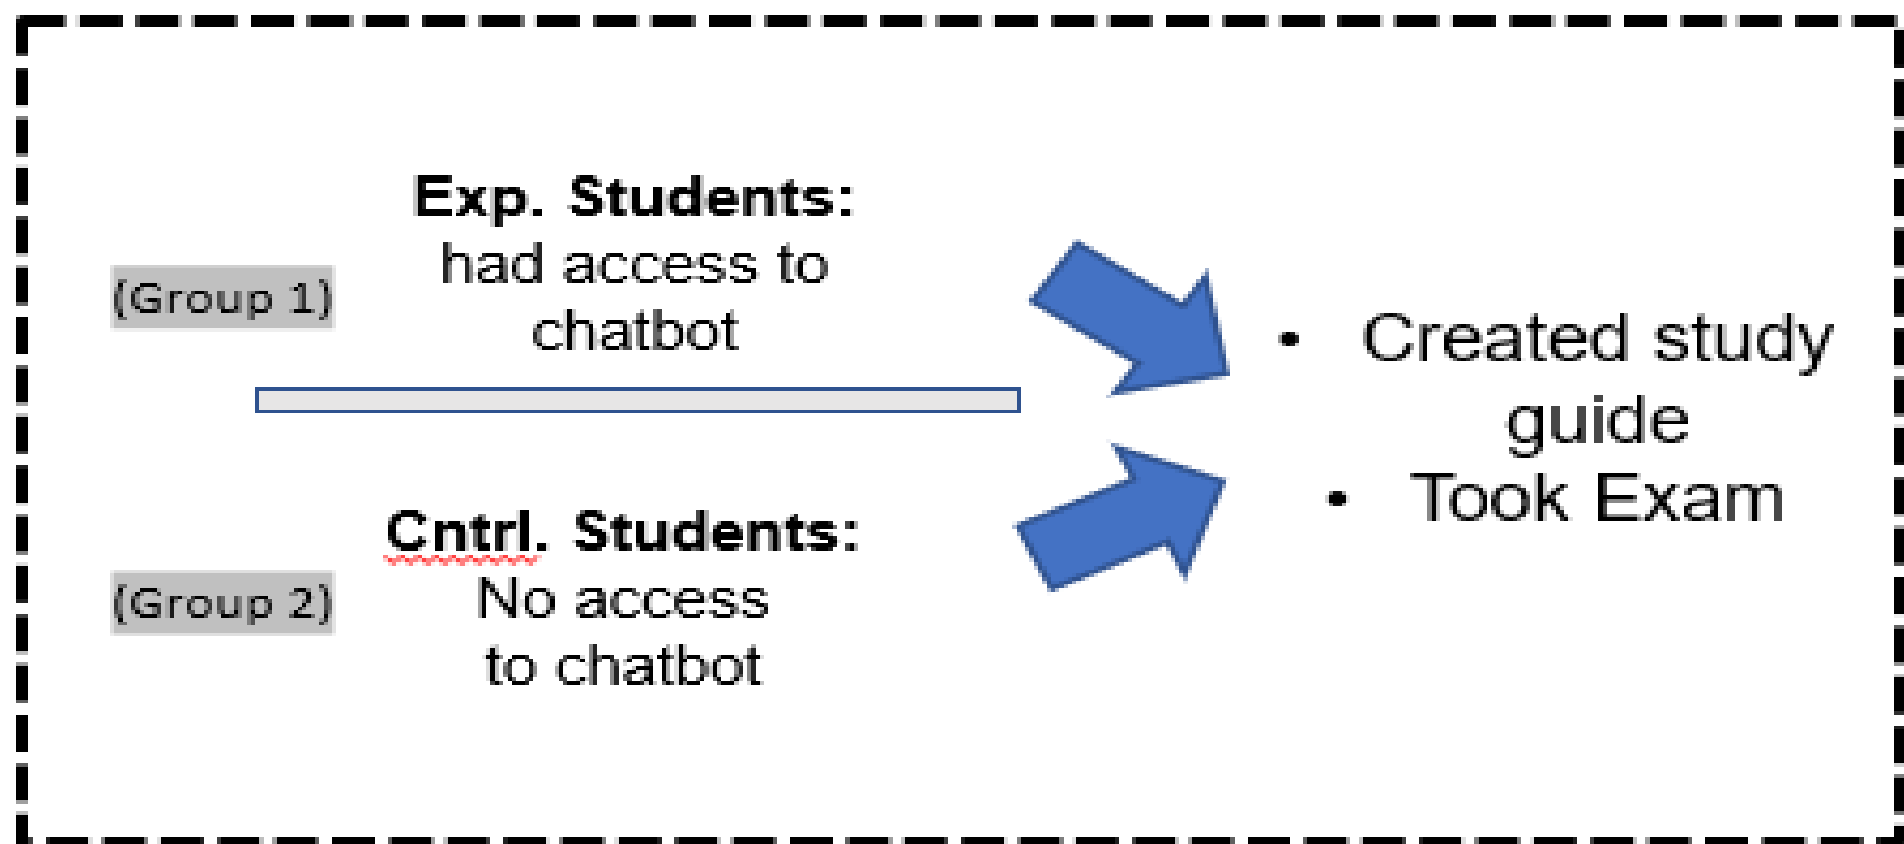 Exp. Students:
(Group 1)
had access to
chatbot
Cntrl. Students:
(Group 2)
No access
to chatbot
• Created study
guide
• Took Exam